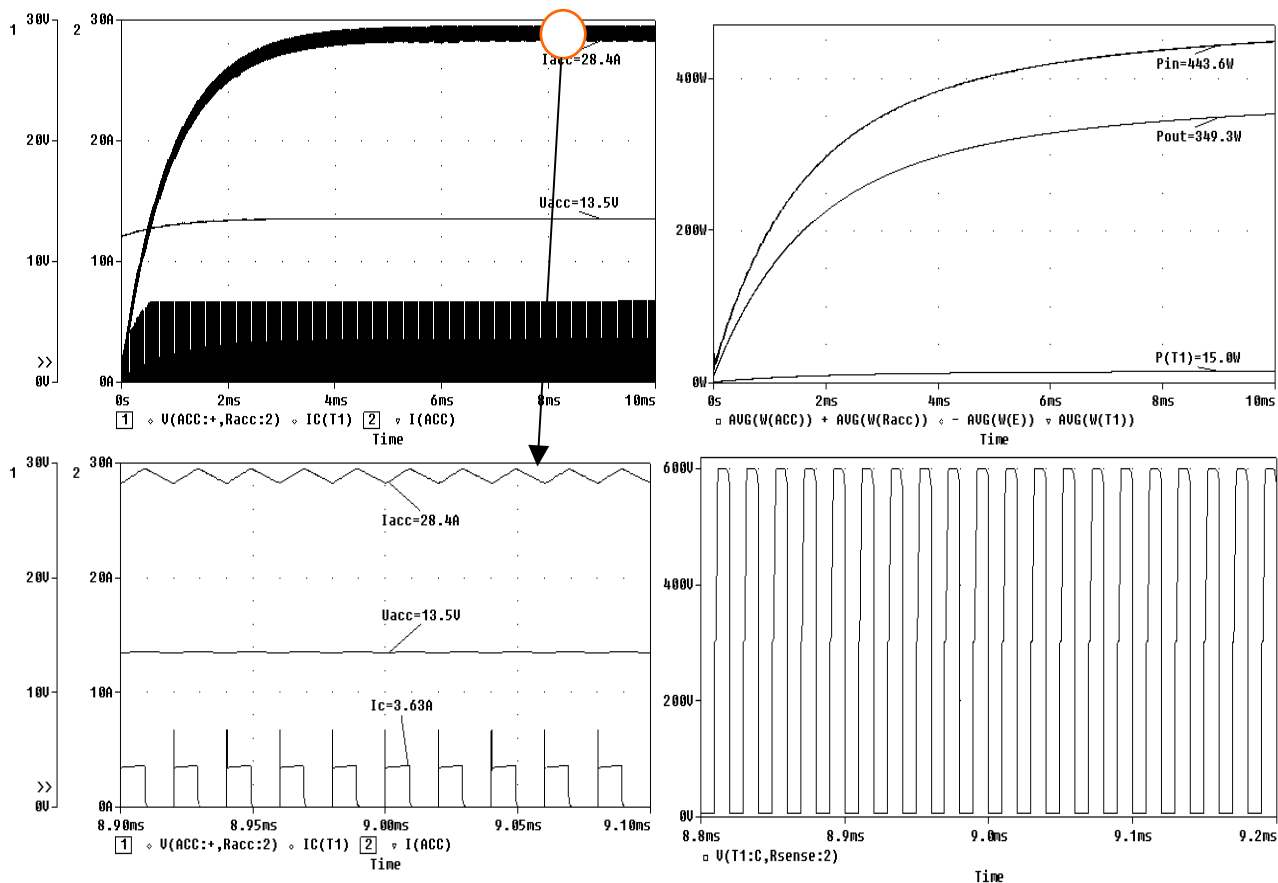 1 30V 2 30A
Iacc=28.4A
20V 20A
Uacc=13.5V
10V 10A
>>
0V 0A
0s 2ms 4ms 6ms 8ms 10ms
1 V(ACC:+,Racc:2) IC(T1) 2 I(ACC)
Time
Pin=443.6W
400W
Pout=349.3W
200W
P(T1)=15.0W
0W
0s 2ms 4ms 6ms 8ms 10ms
AVG(W(ACC)) + AVG(W(Racc)) - AVG(W(E)) AVG(W(T1))
Time
1 30V 2 30A
Iacc=28.4A
20V 20A
Uacc=13.5V
10V 10A
Ic=3.63A
>>
0V 0A
8.90ms 8.95ms 9.00ms 9.05ms 9.10ms
1 V(ACC:+,Racc:2) IC(T1) 2 I(ACC)
Time
600V
400V
200V
0V
8.8ms 8.9ms 9.0ms 9.1ms 9.2ms
V(T1:C,Rsense:2)
Time